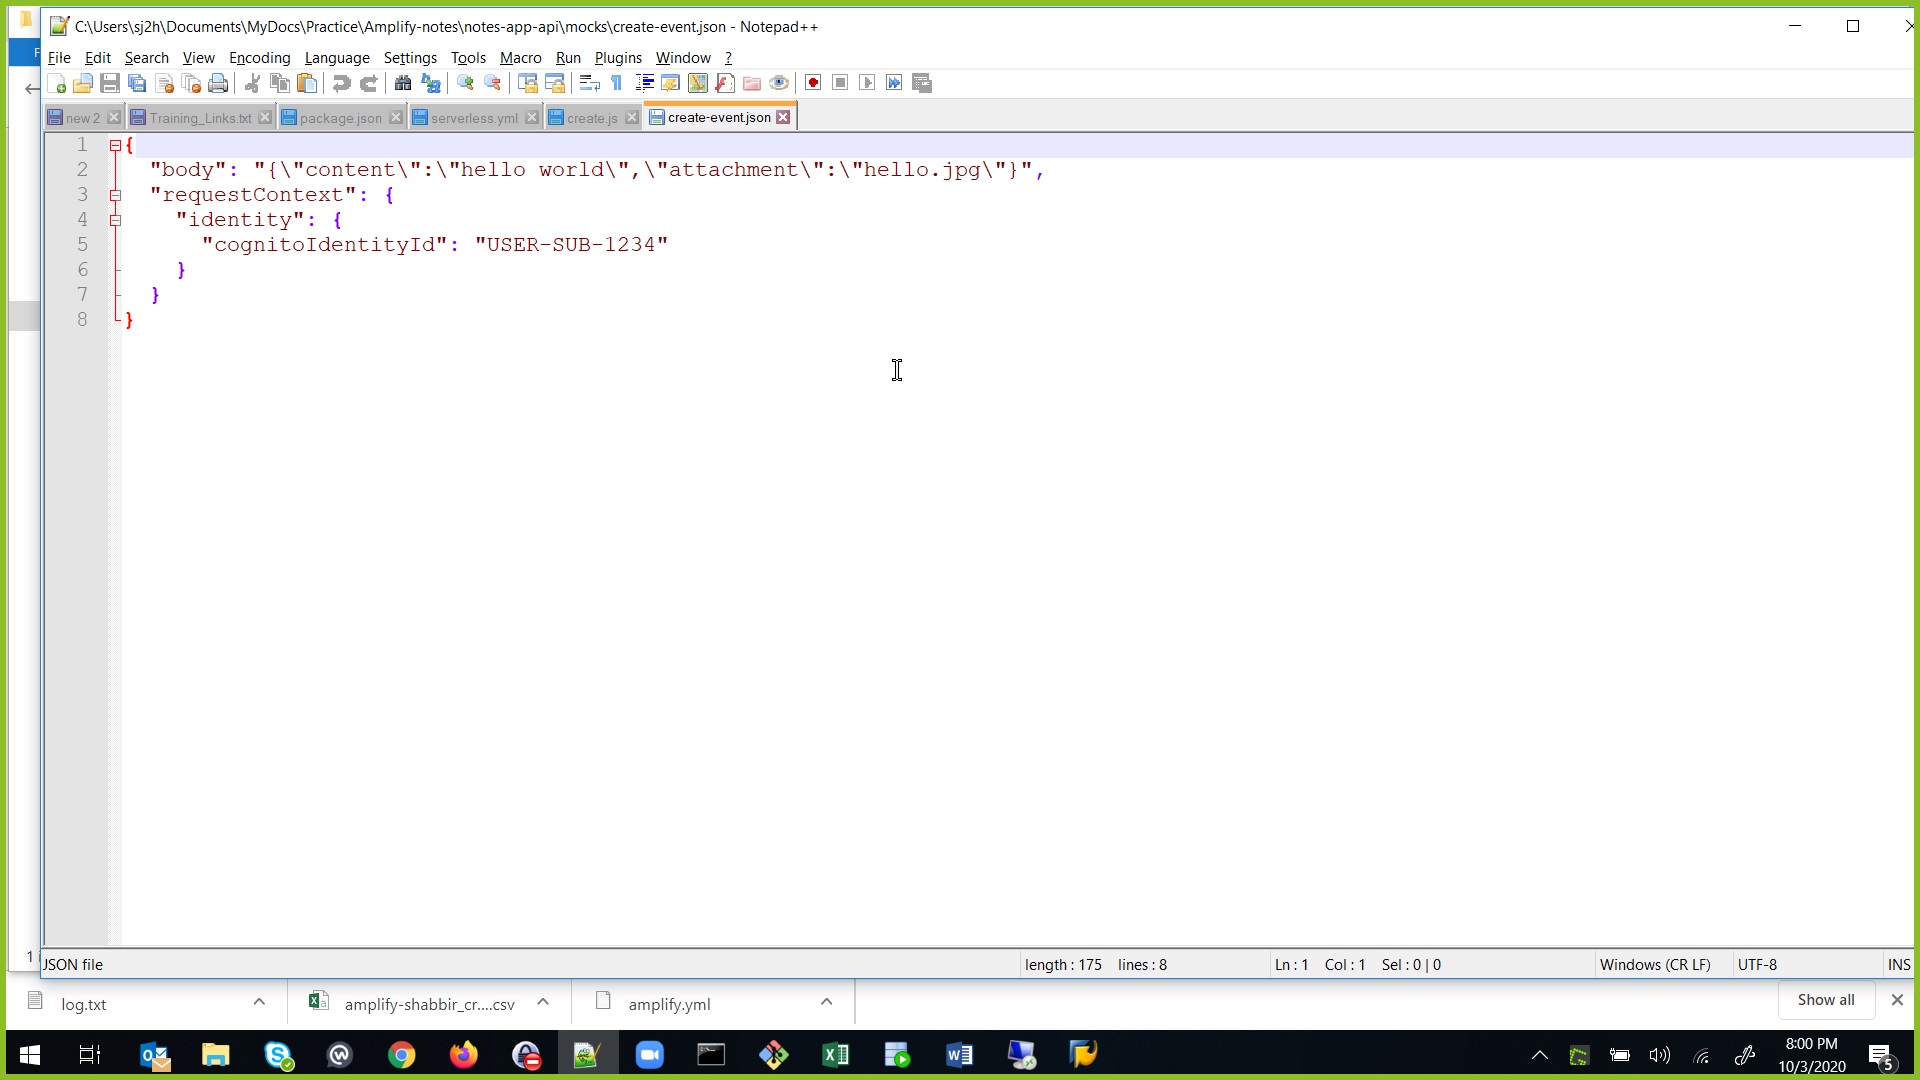 C:\Users\sj2h\Documents\MyDocs\Practice\Amplify-notes\notes-app-api\mocks\create-event.json - Notepad++
File Edit Search View Encoding Language Settings Tools Macro Run Plugins Window ?
new 2 Training_Links.txt package.json serverless.yml create.js create-event.json
1 {
2 "body": "{\"content\":\"hello world\",\"attachment\":\"hello.jpg\"}",
3 "requestContext": {
4 "identity": {
5 "cognitoIdentityId": "USER-SUB-1234"
6 }
7 }
8 }
JSON file length : 175 lines : 8 Ln : 1 Col : 1 Sel : 0 | 0 Windows (CR LF) UTF-8 INS
log.txt amplify-shabbir_cr....csv amplify.yml Show all
8:00 PM
10/3/2020
5